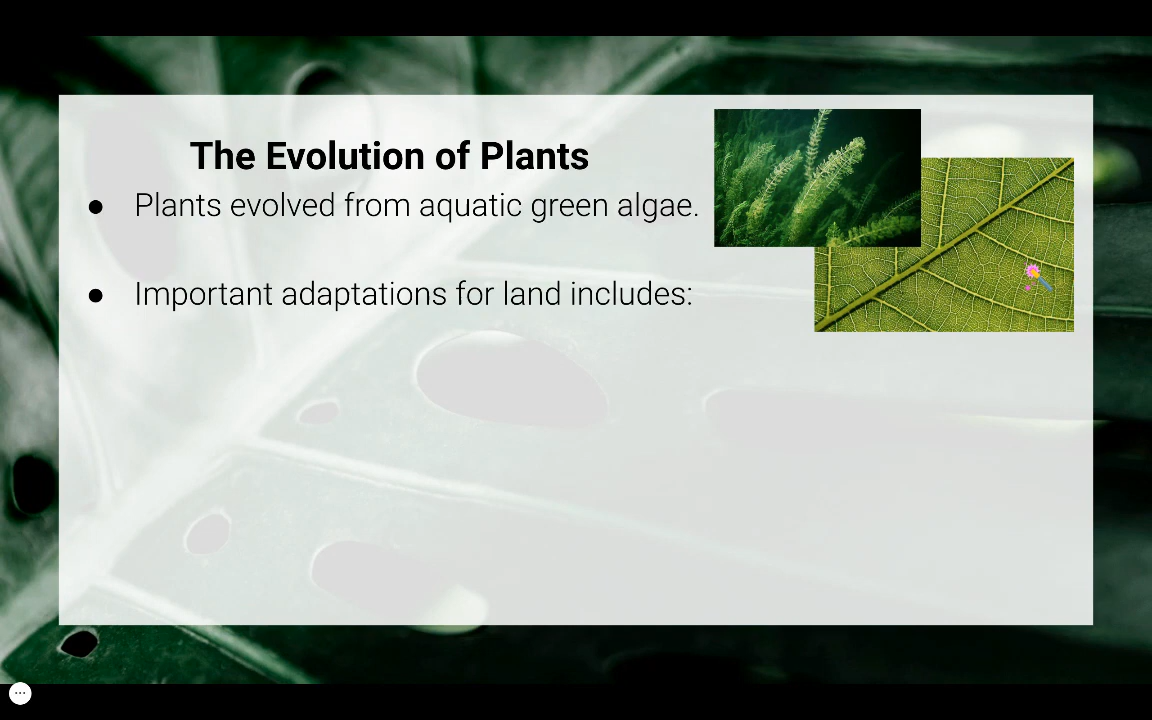 The Evolution of Plants
● Plants evolved from aquatic green algae.
● Important adaptations for land includes: